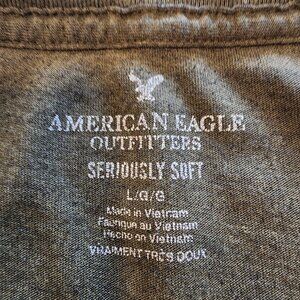 AMERICAN EAGLE
OUTFITTERS
SERIOUSLY SOFT
L/G/G
Made in Vietnam
Fabriqué au Vietnam
Hecho en Vietnam
VRAIMENT TRÈS DOUX